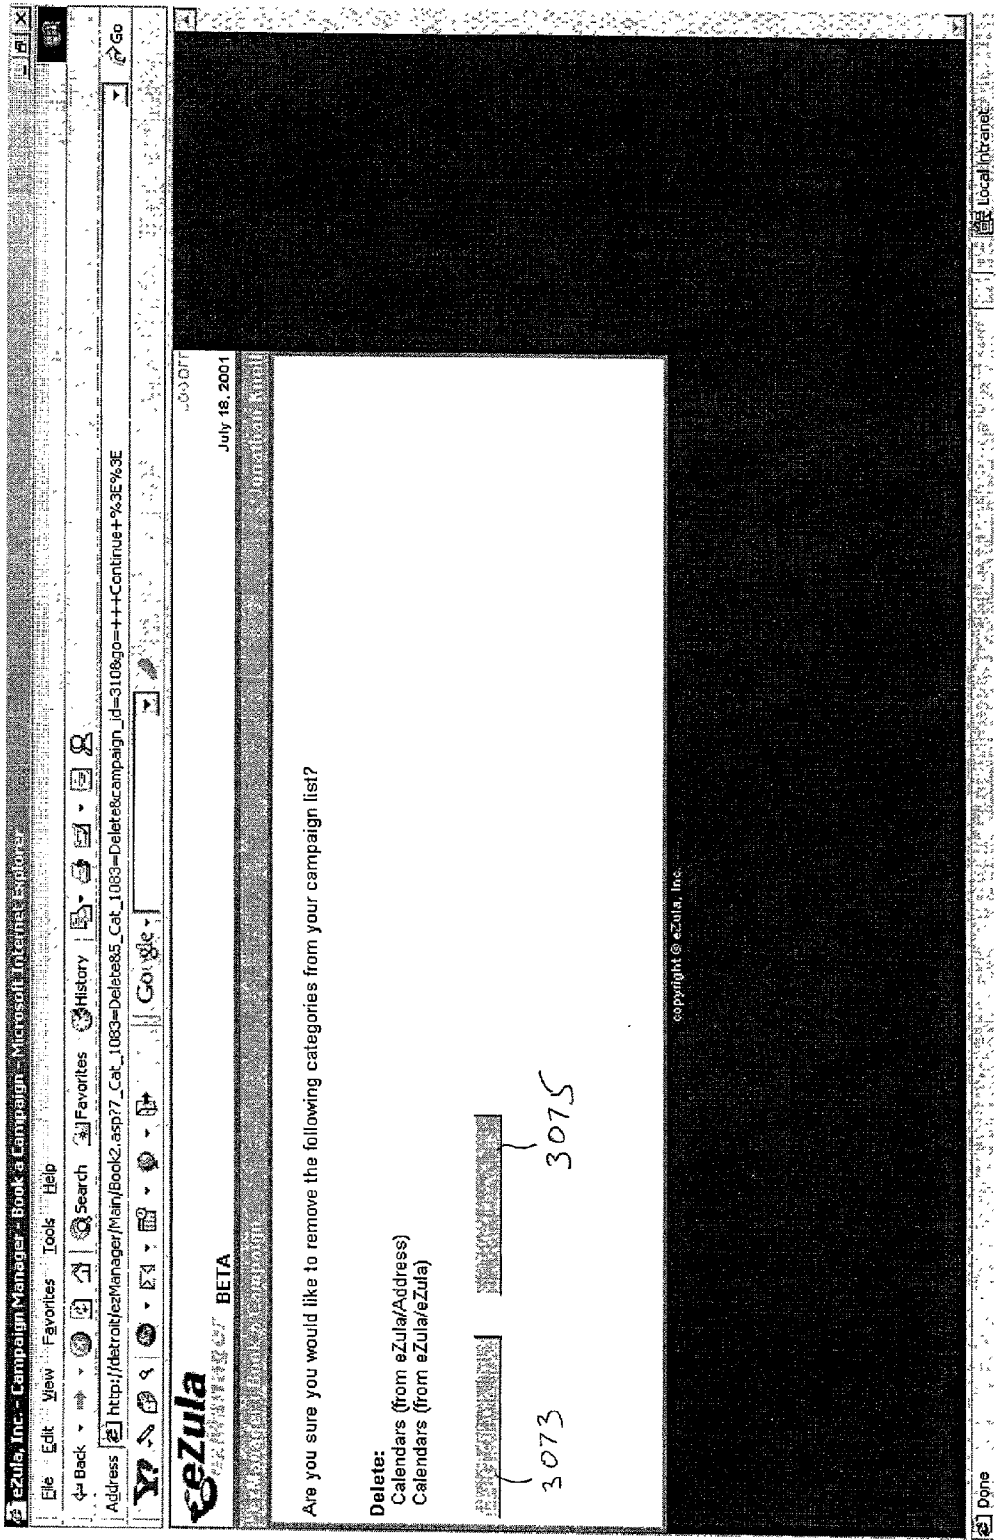 eZula, Inc. - Campaign Manager - Book a Campaign - Microsoft Internet Explorer
File Edit View Favorites Tools Help
Back Search Favorites History
Address http://detroit/ezManager/Main/Book2.asp?7_Cat_1083=Delete&5_Cat_1083=Delete&campaign_id=310&go=+++Continue+%3E%3E Go
Y? Google
eZula
BETA
LOGOFF
July 18, 2001
Are you sure you would like to remove the following categories from your campaign list?
Delete:
Calendars (from eZula/Address)
Calendars (from eZula/eZula)
3073
3075
copyright @ eZula, Inc.
Done Local intranet